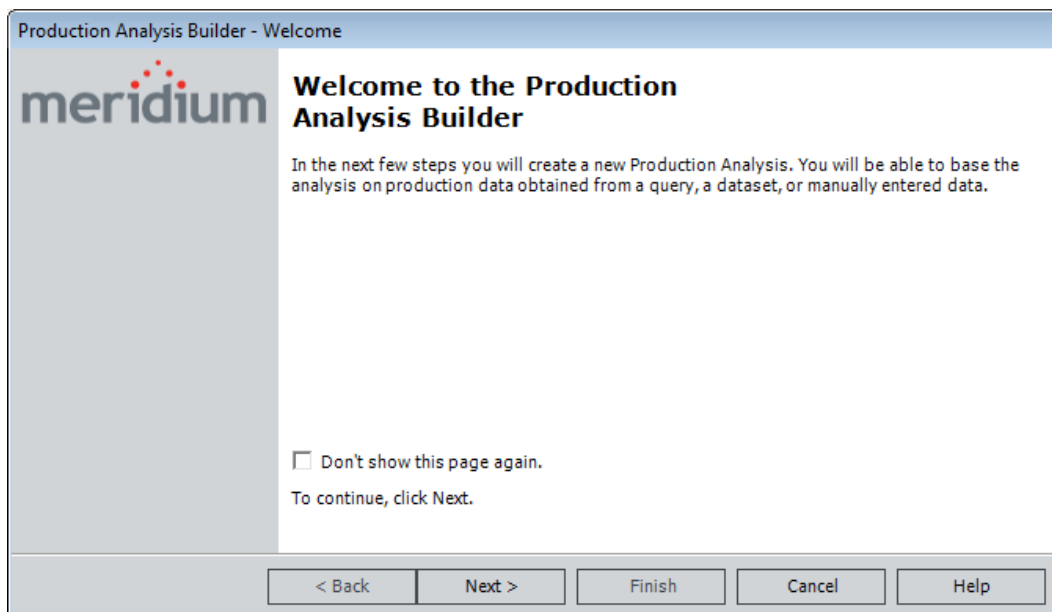 Production Analysis Builder - Welcome
meridium
Welcome to the Production
Analysis Builder
In the next few steps you will create a new Production Analysis. You will be able to base the
analysis on production data obtained from a query, a dataset, or manually entered data.
Don't show this page again.
To continue, click Next.
< Back
Next >
Finish
Cancel
Help